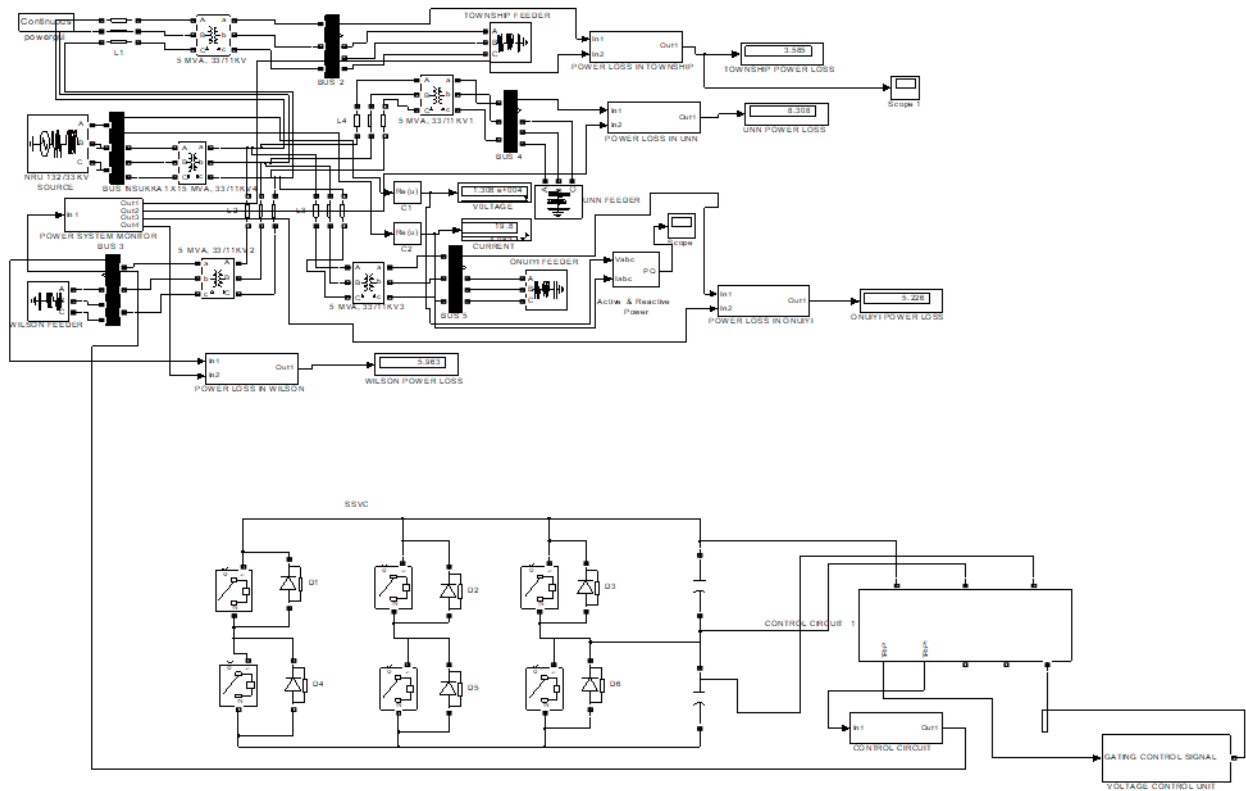 Continuous
powergui
L1
A
B
C
a
b
c
5 MVA, 33/11KV
BUS 2
TOWNSHIP FEEDER
A
B
C
In1
In2
Out1
POWER LOSS IN TOWNSHIP
3.585
TOWNSHIP POWER LOSS
Scope 1
L4
A
B
C
a
b
c
5 MVA, 33/11KV1
BUS 4
In1
In2
Out1
POWER LOSS IN UNN
8.308
UNN POWER LOSS
A
B
C
NRU 132/33 KV
SOURCE
BUS NSUKKA 1X15 MVA, 33/11KV4
Re(u)
C1
1.308 e+004
VOLTAGE
UNN FEEDER
In1
Out1
Out2
Out3
Out4
POWER SYSTEM MONITOR
L3
Re(u)
C2
19.8
CURRENT
Scope
BUS 3
5 MVA, 33/11KV2
A
B
C
a
b
c
WILSON FEEDER
A
B
C
a
b
c
5 MVA, 33/11KV3
BUS 5
ONUIYI FEEDER
A
B
C
Vabc
Iabc
PQ
Active & Reactive
Power
In1
In2
Out1
POWER LOSS IN ONUIYI
5.226
ONUIYI POWER LOSS
In1
In2
Out1
POWER LOSS IN WILSON
5.963
WILSON POWER LOSS
SSVC
D1
D2
D3
D4
D5
D6
CONTROL CIRCUIT 1
In1
Out1
CONTROL CIRCUIT
GATING CONTROL SIGNAL
VOLTAGE CONTROL UNIT